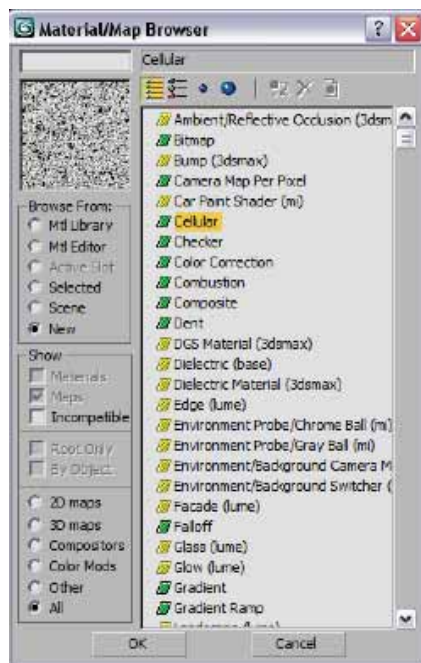 Material/Map Browser
Cellular
Ambient/Reflective Occlusion (3dsm
Bitmap
Bump (3dsmax)
Camera Map Per Pixel
Car Paint Shader (mi)
Cellular
Checker
Color Correction
Combustion
Composite
Dent
DGS Material (3dsmax)
Dielectric (base)
Dielectric Material (3dsmax)
Edge (lume)
Environment Probe/Chrome Ball (mi)
Environment Probe/Gray Ball (mi)
Environment/Background Camera M
Environment/Background Switcher (
Facade (lume)
Falloff
Glass (lume)
Glow (lume)
Gradient
Gradient Ramp
Browse From:
Mtl Library
Mtl Editor
Active Slot
Selected
Scene
New
Show
Materials
Maps
Incompatible
Root Only
By Object
2D maps
3D maps
Compositors
Color Mods
Other
All
OK
Cancel